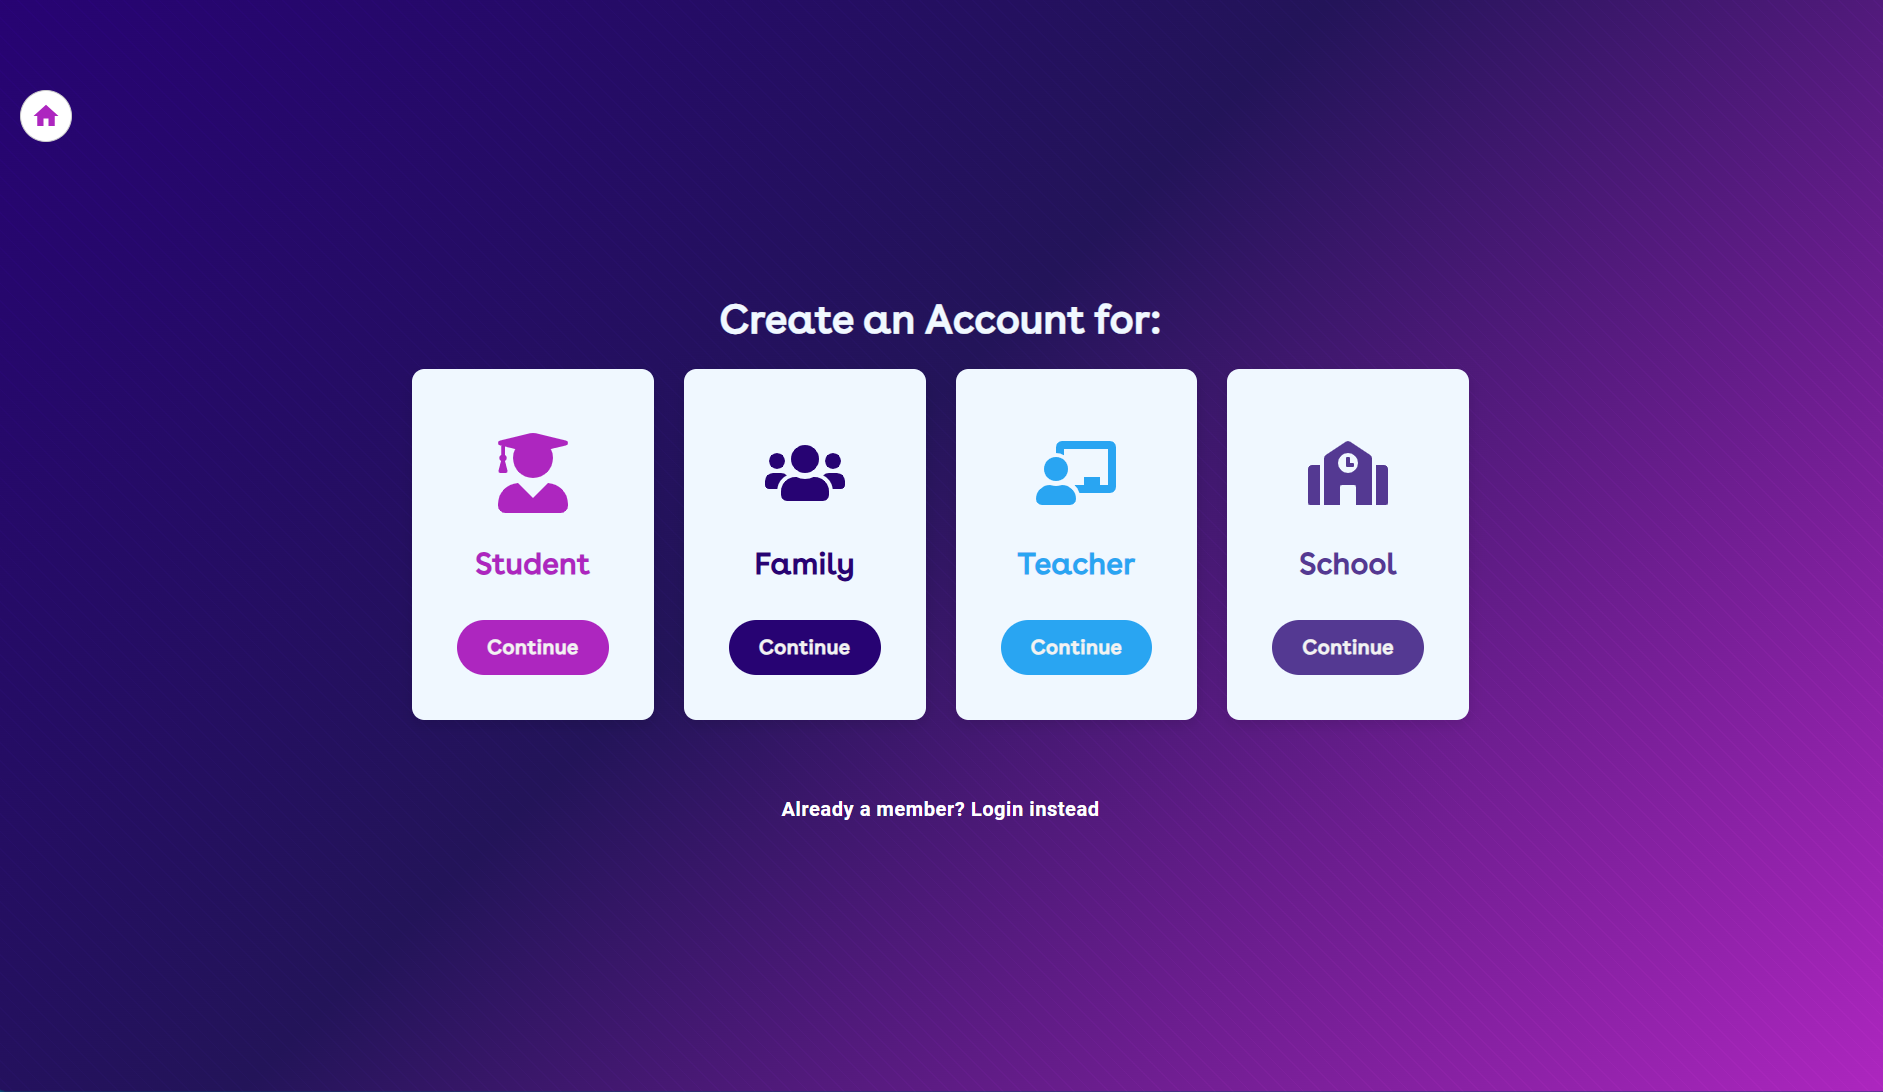 Create an Account for:
Student
Family
Teacher
School
Continue
Continue
Continue
Continue
Already a member? Login instead